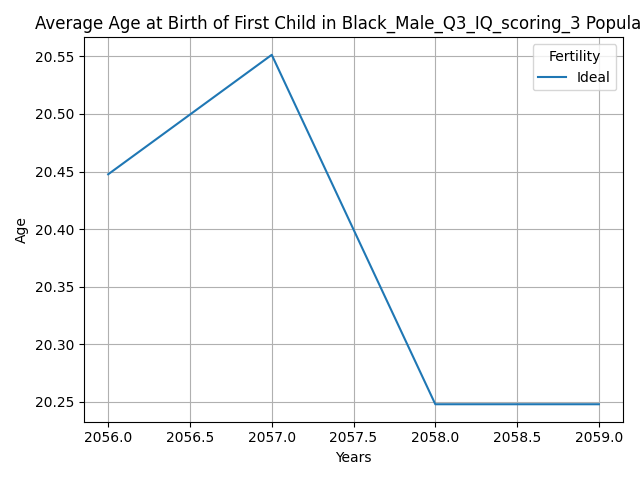 Average Age at Birth of First Child in Black_Male_Q3_IQ_scoring_3 Popula
Fertility
Ideal
20.55
20.50
20.45
20.40
20.35
20.30
20.25
Age
2056.0 2056.5 2057.0 2057.5 2058.0 2058.5 2059.0
Years